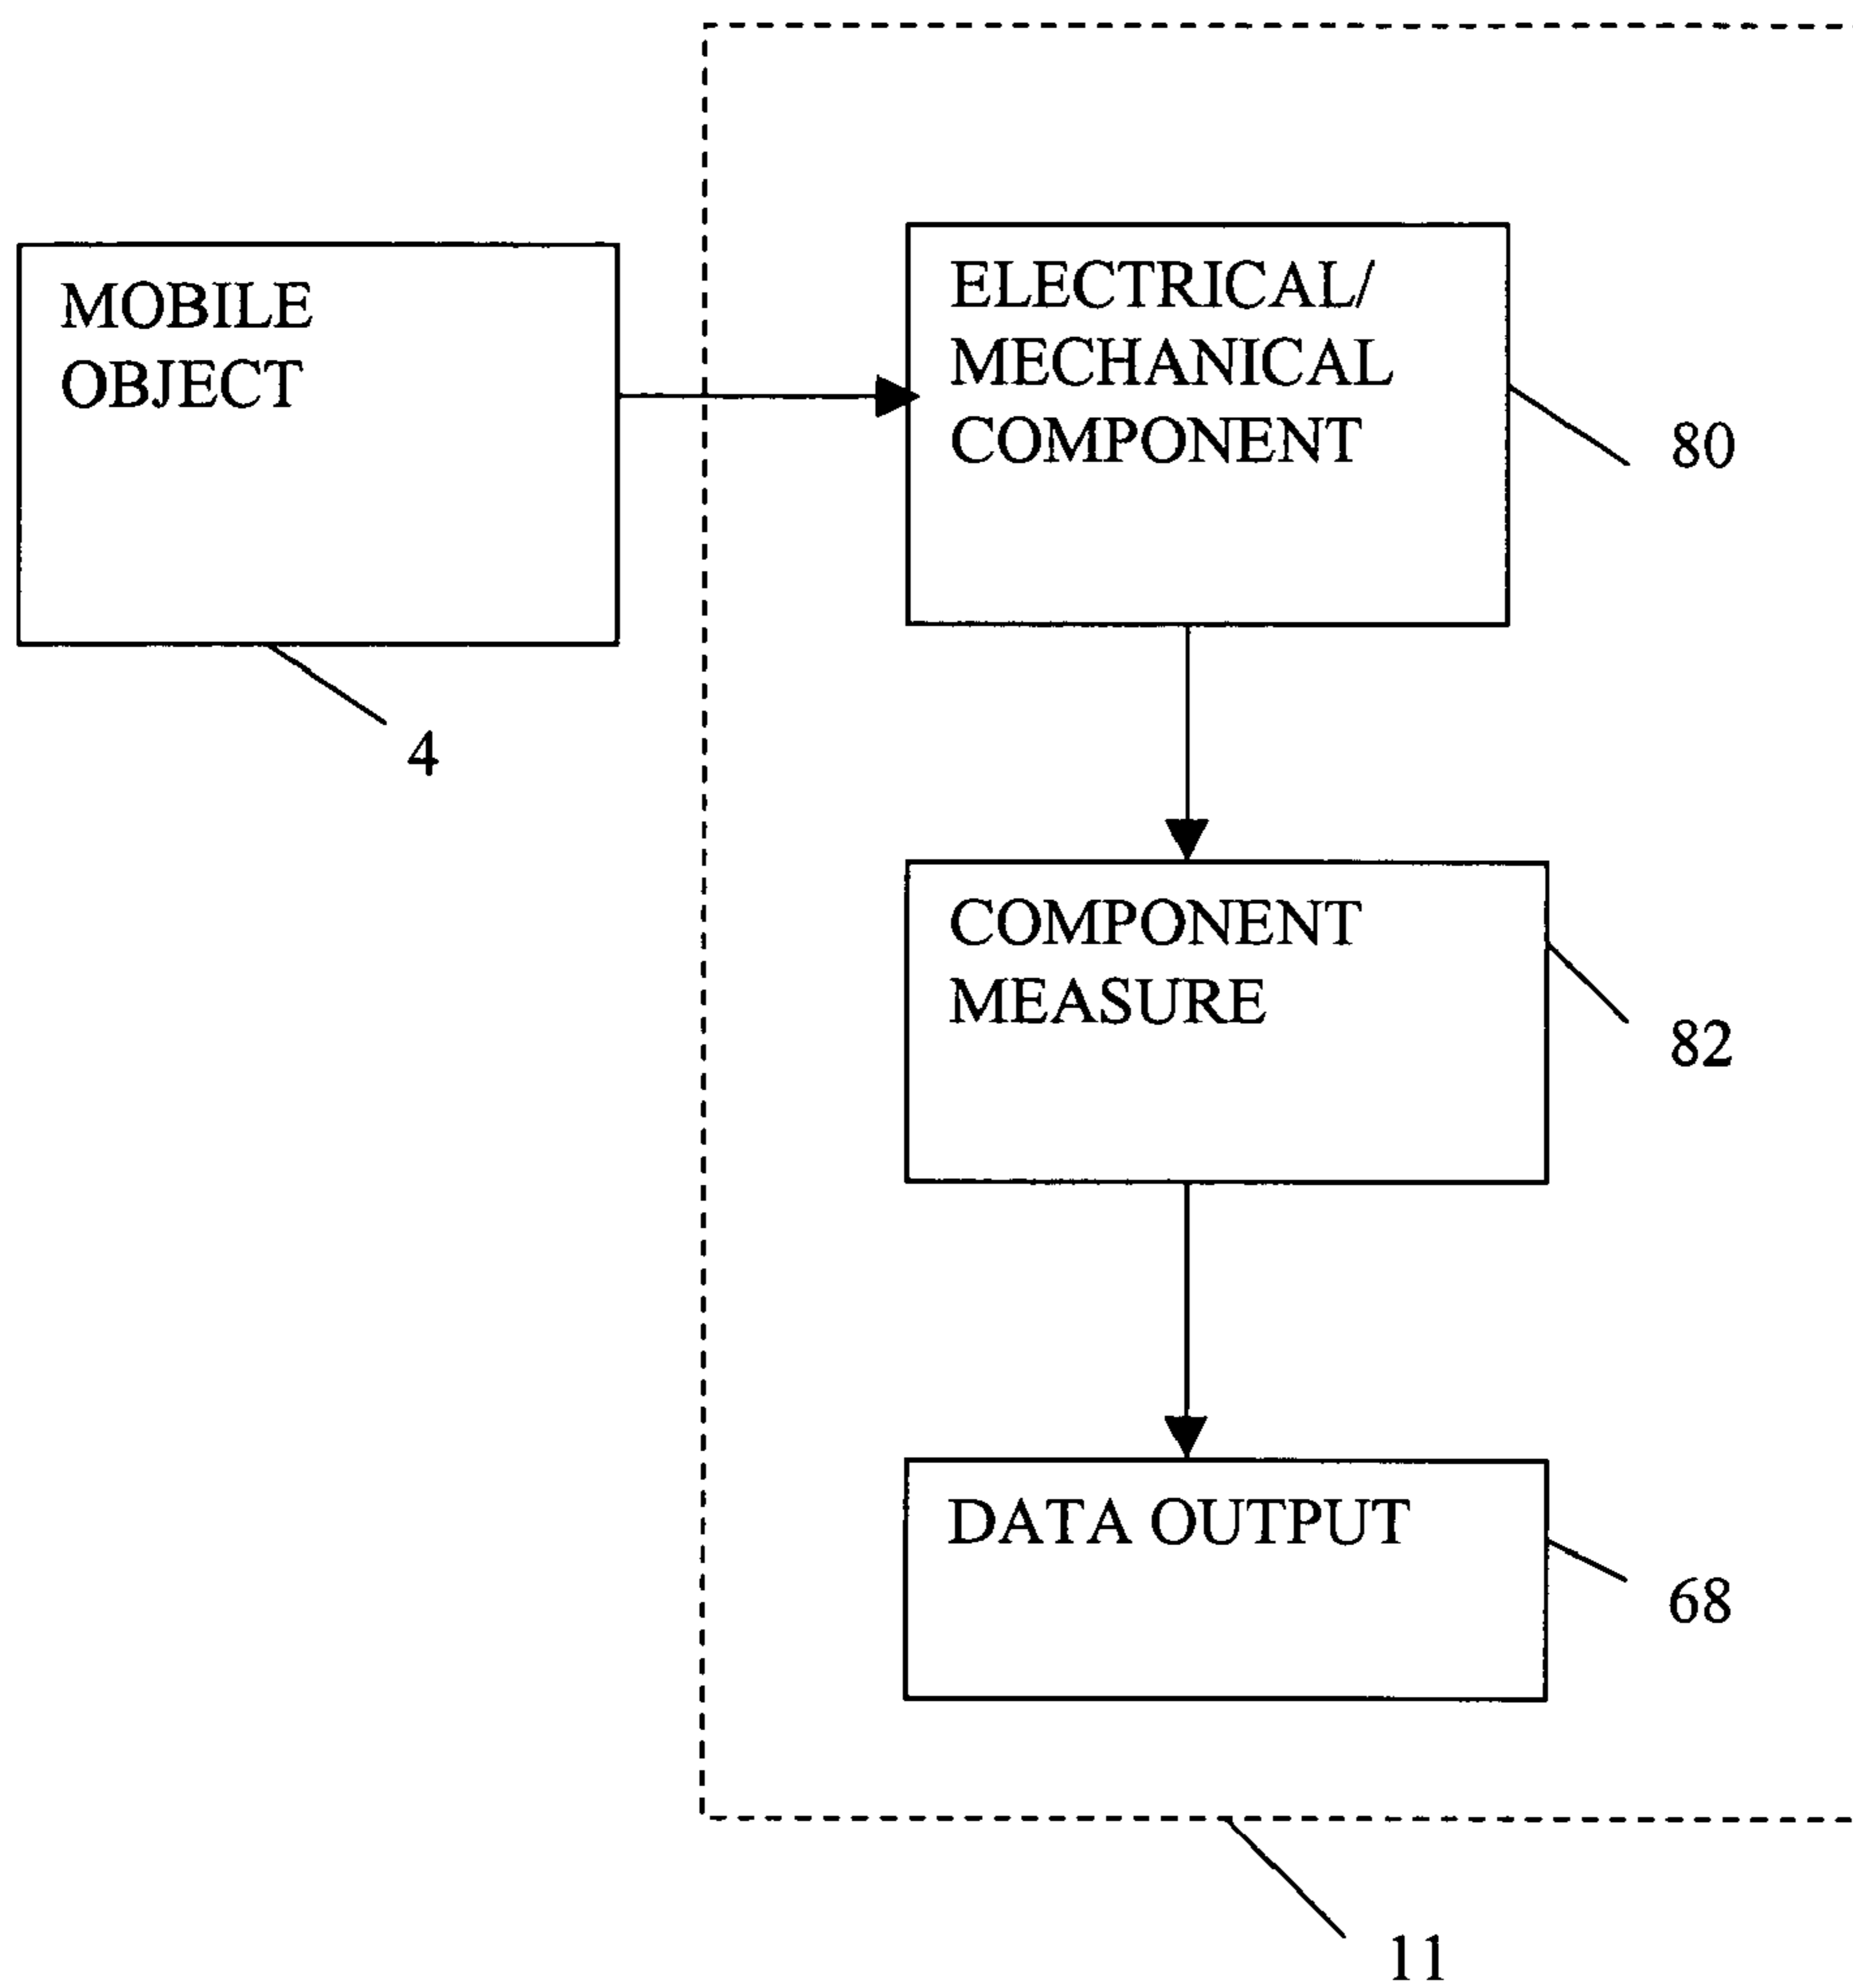 MOBILE
OBJECT
4
ELECTRICAL/
MECHANICAL
COMPONENT
80
COMPONENT
MEASURE
82
DATA OUTPUT
68
11